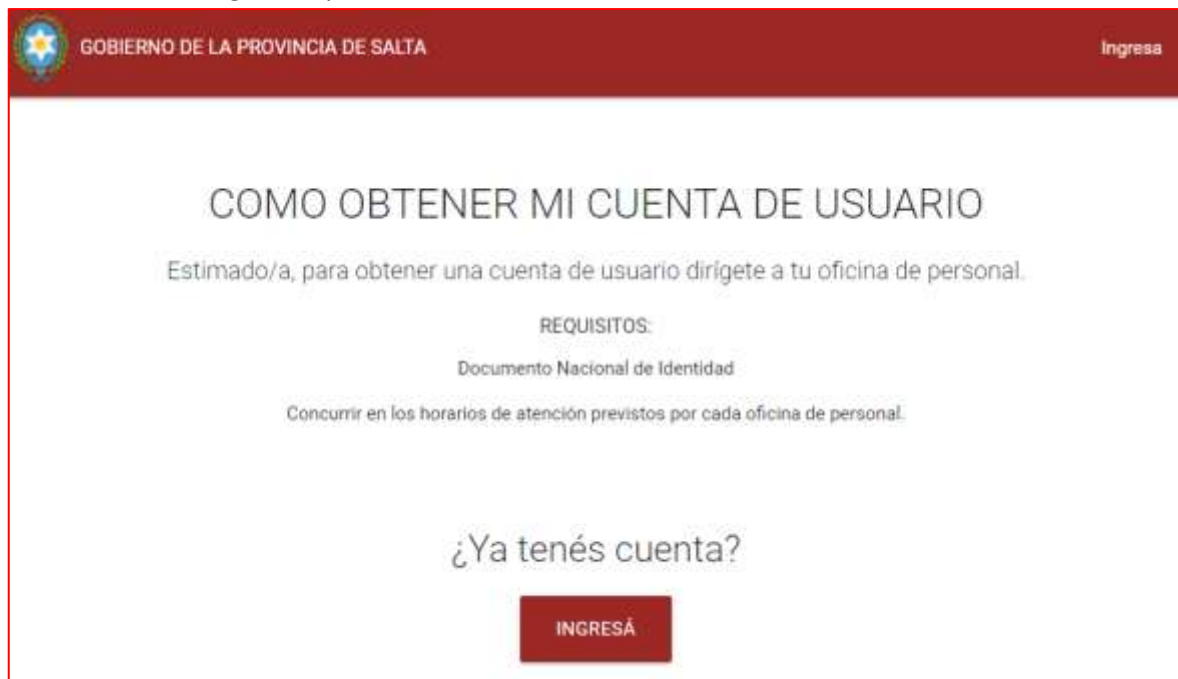 GOBIERNO DE LA PROVINCIA DE SALTA
Ingresa
COMO OBTENER MI CUENTA DE USUARIO
Estimado/a, para obtener una cuenta de usuario dirígete a tu oficina de personal.
REQUISITOS:
Documento Nacional de Identidad
Concurrir en los horarios de atención previstos por cada oficina de personal.
¿Ya tenés cuenta?
INGRESÁ